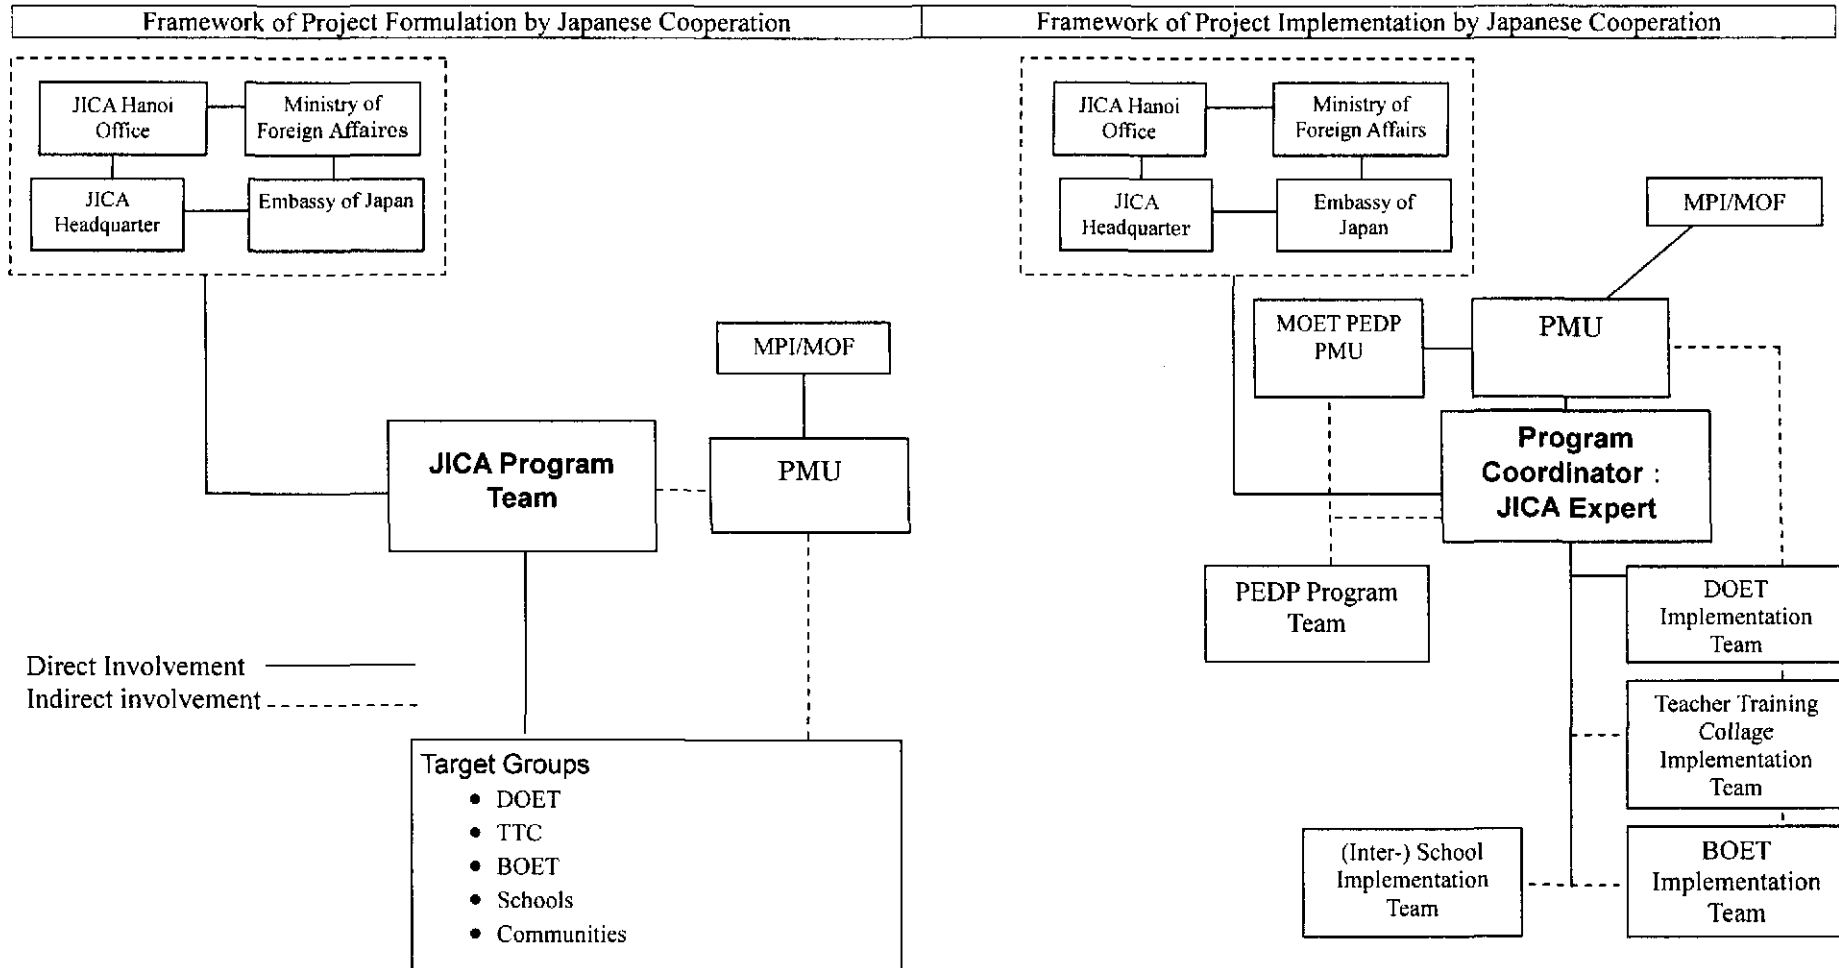 Framework of Project Formulation by Japanese Cooperation
Framework of Project Implementation by Japanese Cooperation
JICA Hanoi
Office
Ministry of
Foreign Affaires
JICA
Headquarter
Embassy of Japan
MPI/MOF
JICA Program
Team
PMU
Direct Involvement
Indirect involvement
Target Groups
• DOET
• TTC
• BOET
• Schools
• Communities
JICA Hanoi
Office
Ministry of
Foreign Affairs
JICA
Headquarter
Embassy of
Japan
MPI/MOF
MOET PEDP
PMU
PMU
Program
Coordinator :
JICA Expert
PEDP Program
Team
DOET
Implementation
Team
Teacher Training
Collage
Implementation
Team
(Inter-) School
Implementation
Team
BOET
Implementation
Team